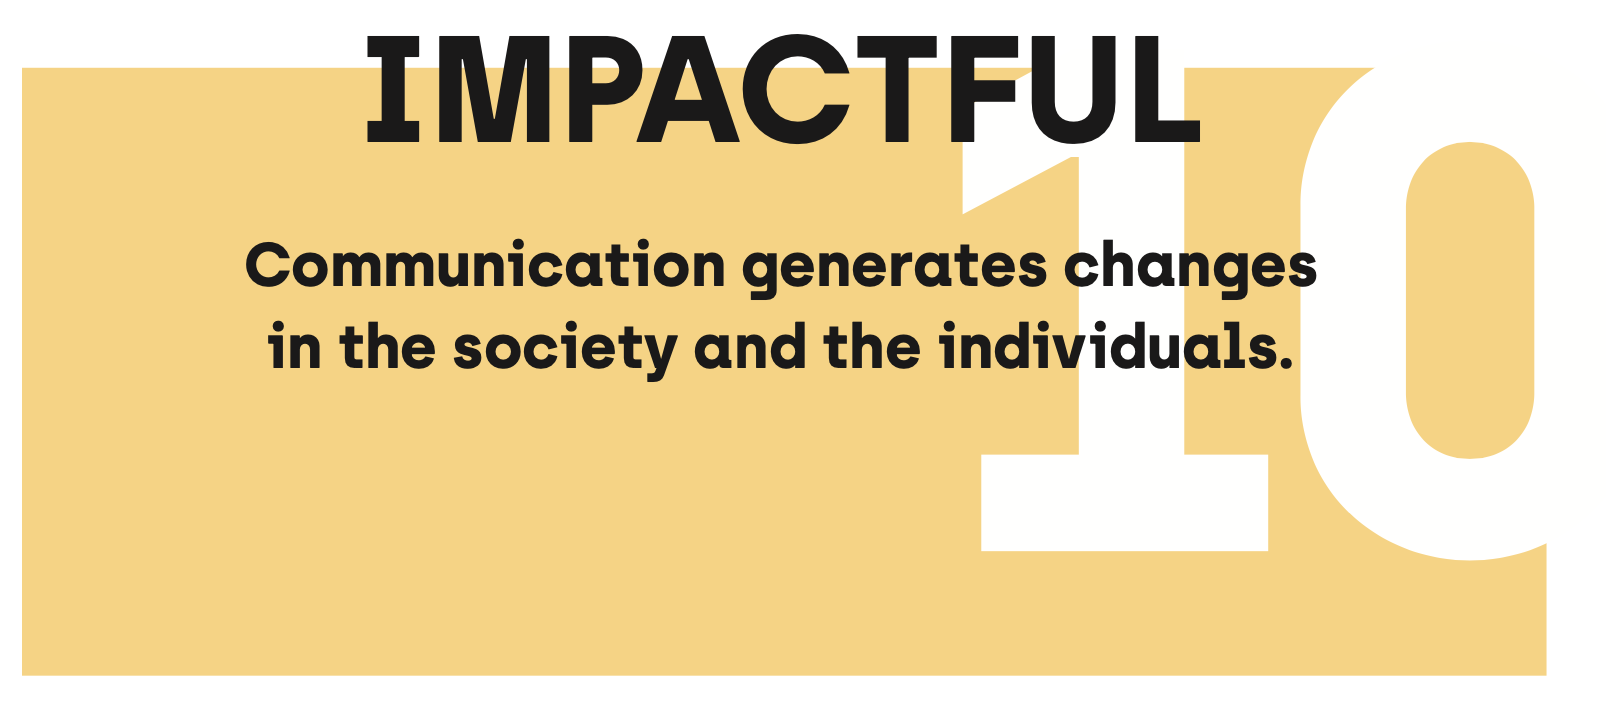 IMPACTFUL
10
Communication generates changes
in the society and the individuals.